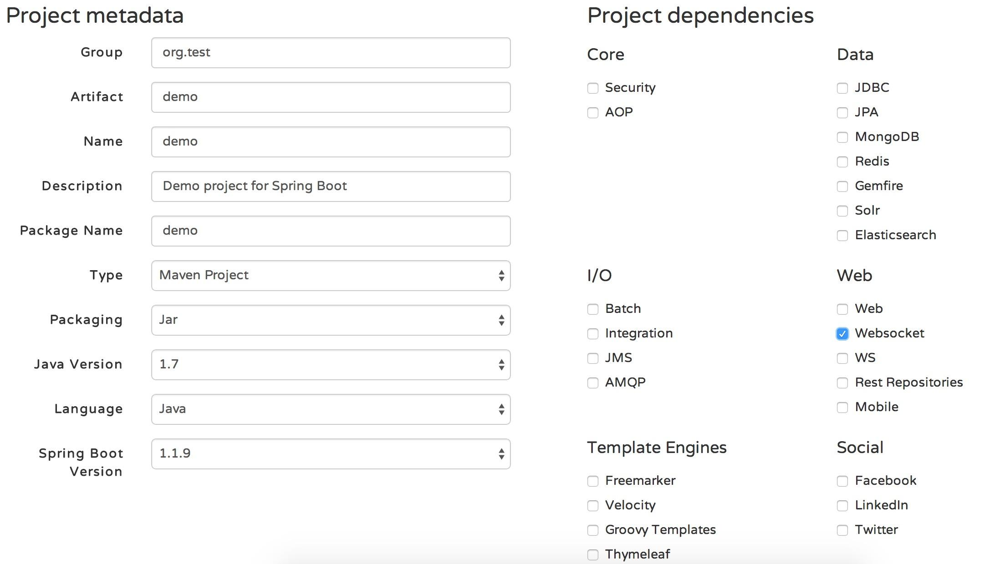 Project metadata
Group
org.test
Artifact
demo
Name
demo
Description
Demo project for Spring Boot
Package Name
demo
Type
Maven Project
Packaging
Jar
Java Version
1.7
Language
Java
Spring Boot
Version
1.1.9
Project dependencies
Core
Security
AOP
Data
JDBC
JPA
MongoDB
Redis
Gemfire
Solr
Elasticsearch
I/O
Batch
Integration
JMS
AMQP
Web
Web
Websocket
WS
Rest Repositories
Mobile
Template Engines
Freemarker
Velocity
Groovy Templates
Thymeleaf
Social
Facebook
LinkedIn
Twitter